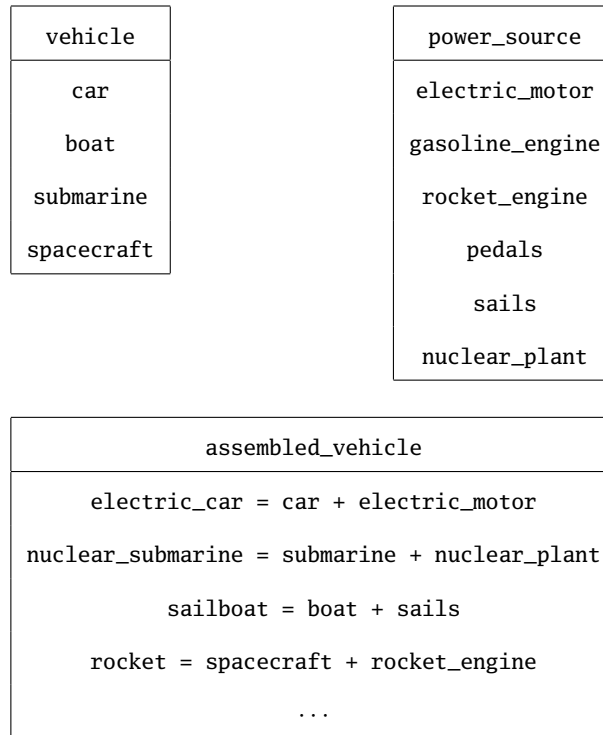 vehicle
car
boat
submarine
spacecraft
power_source
electric_motor
gasoline_engine
rocket_engine
pedals
sails
nuclear_plant
assembled_vehicle
electric_car = car + electric_motor
nuclear_submarine = submarine + nuclear_plant
sailboat = boat + sails
rocket = spacecraft + rocket_engine
...